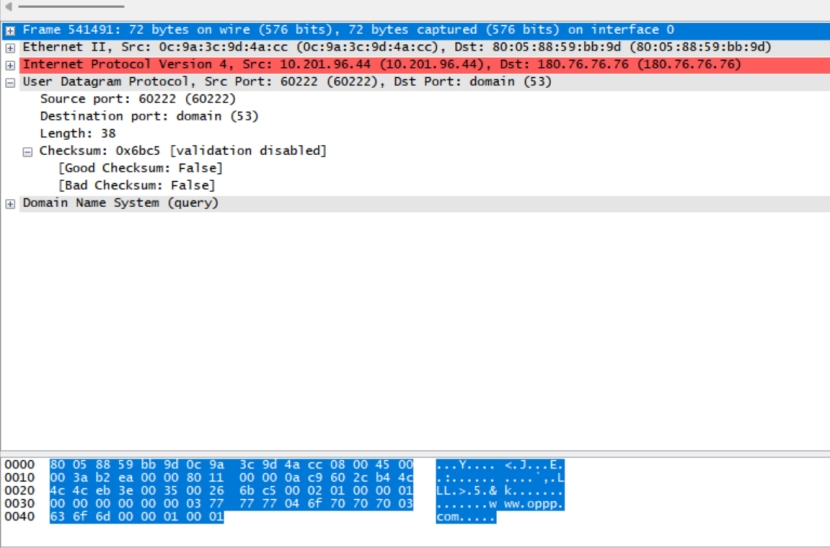 Frame 541491: 72 bytes on wire (576 bits), 72 bytes captured (576 bits) on interface 0
Ethernet II, Src: 0c:9a:3c:9d:4a:cc (0c:9a:3c:9d:4a:cc), Dst: 80:05:88:59:bb:9d (80:05:88:59:bb:9d)
Internet Protocol Version 4, Src: 10.201.96.44 (10.201.96.44), Dst: 180.76.76.76 (180.76.76.76)
User Datagram Protocol, Src Port: 60222 (60222), Dst Port: domain (53)
Source port: 60222 (60222)
Destination port: domain (53)
Length: 38
Checksum: 0x6bc5 [validation disabled]
[Good Checksum: False]
[Bad Checksum: False]
Domain Name System (query)
0000 80 05 88 59 bb 9d 0c 9a 3c 9d 4a cc 08 00 45 00 ...Y.... <.J...E.
0010 00 3a b2 ea 00 00 80 11 00 00 0a c9 60 2c b4 4c .:...... ....`,.L
0020 4c 4c eb 3e 00 35 00 26 6b c5 00 02 01 00 00 01 LL.>.5.& k.......
0030 00 00 00 00 00 00 03 77 77 77 04 6f 70 70 70 03 .......w ww.oppp.
0040 63 6f 6d 00 00 01 00 01 com.....